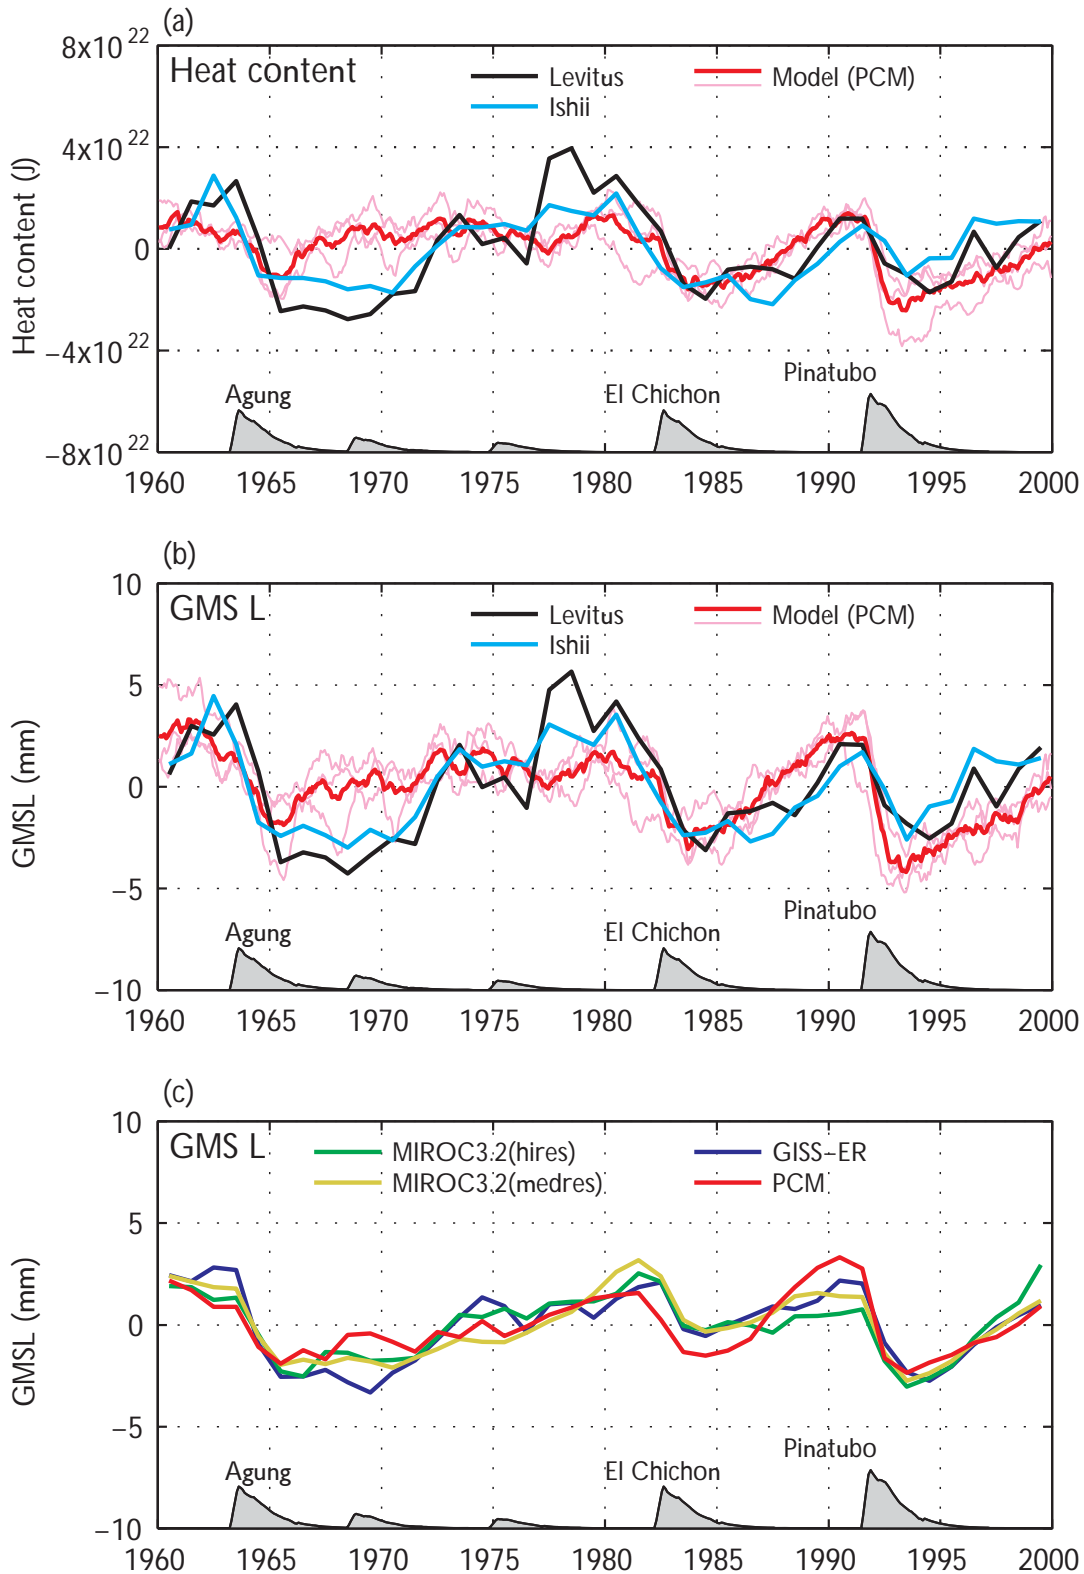 (a)
8x10 22
Heat content
Levitus
Model (PCM)
Ishii
4x10 22
0
−4x10 22
−8x10 22
Heat content (J)
Agung
El Chichon
Pinatubo
1960 1965 1970 1975 1980 1985 1990 1995 2000
(b)
10
GMS L
Levitus
Model (PCM)
Ishii
5
0
−5
−10
GMSL (mm)
Agung
El Chichon
Pinatubo
1960 1965 1970 1975 1980 1985 1990 1995 2000
(c)
10
GMS L
MIROC3.2(hires)
GISS−ER
MIROC3.2(medres)
PCM
5
0
−5
−10
GMSL (mm)
Agung
El Chichon
Pinatubo
1960 1965 1970 1975 1980 1985 1990 1995 2000